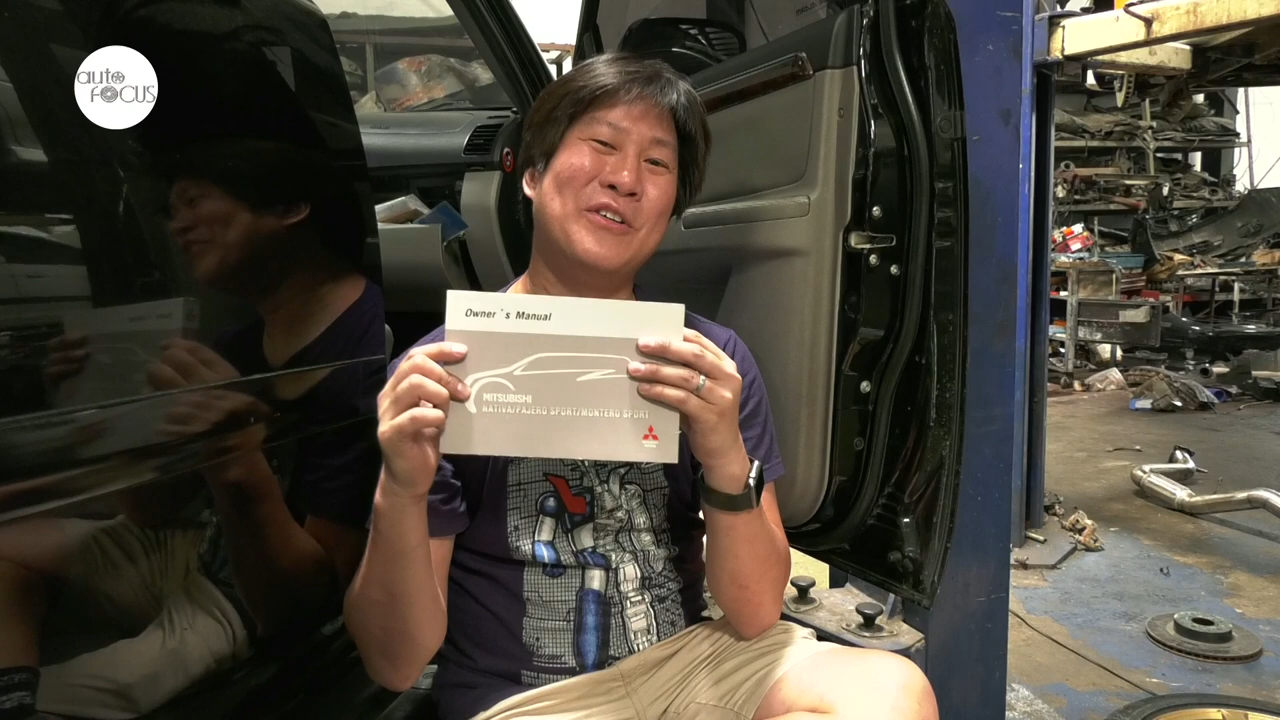 auto
FOCUS
Owner's Manual
MITSUBISHI
NATIVA/PAJERO SPORT/MONTERO SPORT